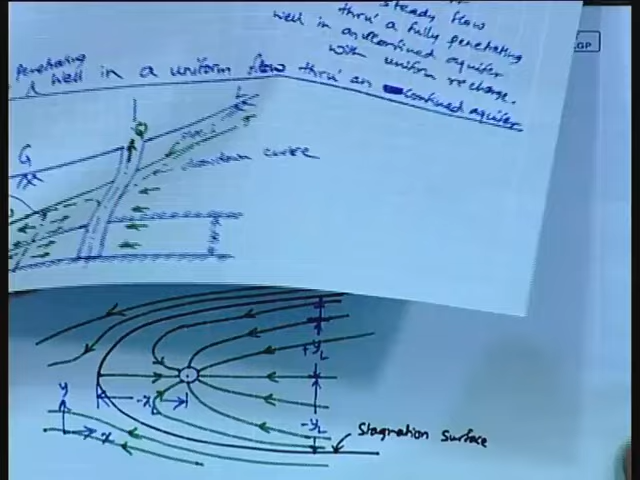 steady flow
thru' a fully penetrating
well in an unconfined aquifer
with uniform recharge.
penetrating
well in a uniform flow thru' an confined aquifer
G
Q
drawdown curve
+yL
-x
-yL
y
x
Stagnation Surface